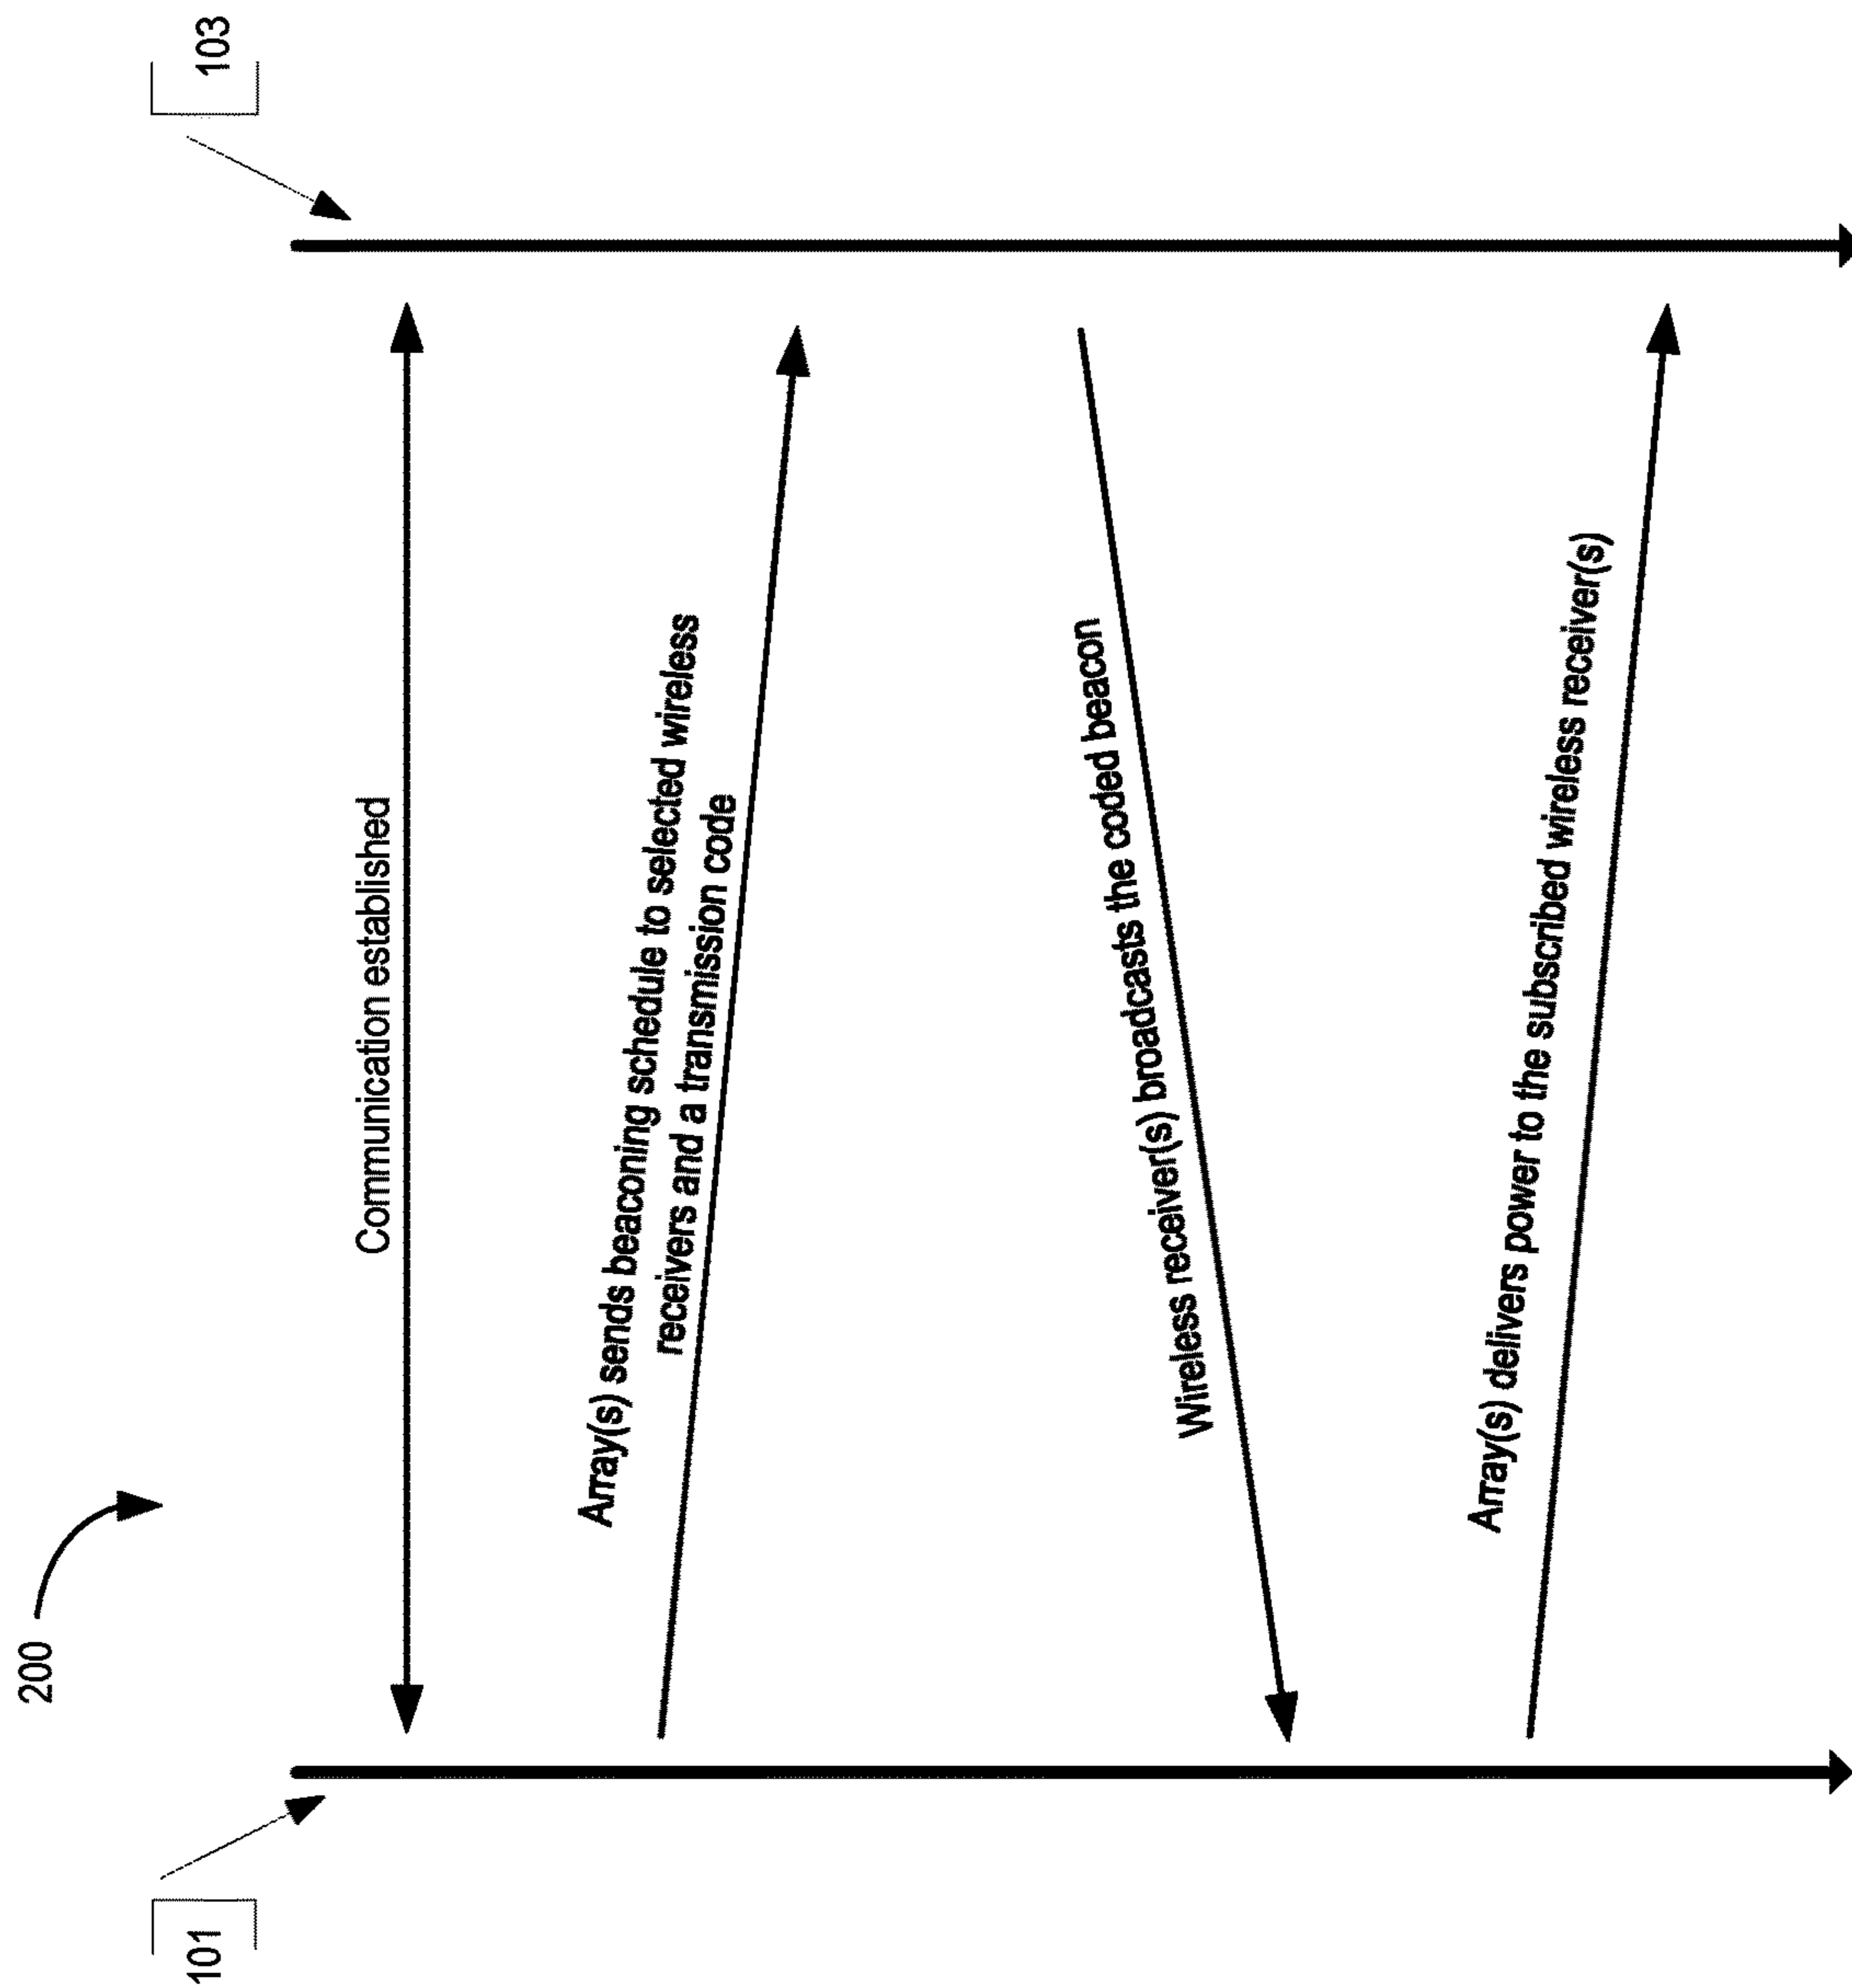 200
101
103
Communication established
Array(s) sends beaconing schedule to selected wireless
receivers and a transmission code
Wireless receiver(s) broadcasts the coded beacon
Array(s) delivers power to the subscribed wireless receiver(s)